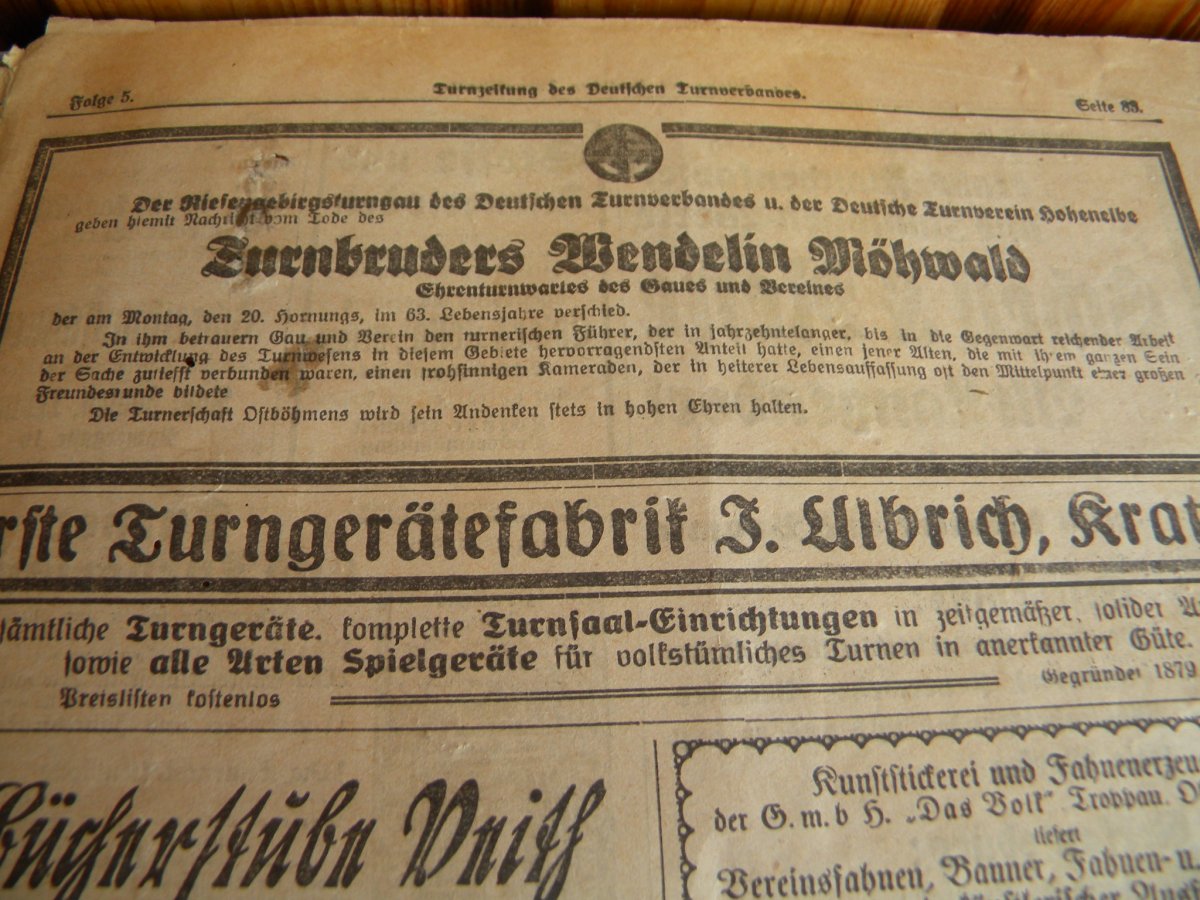 Folge 5.
Turnzeitung des Deutschen Turnverbandes.
Seite 83.
Der Riesengebirgsturngau des Deutschen Turnverbandes u. der Deutsche Turnverein Hohenelbe
geben hiemit Nachricht vom Tode des
Turnbruders Wendelin Möhwald
Ehrenturnwartes des Gaues und Vereines
der am Montag, den 20. Hornungs, im 63. Lebensjahre verschied.
In ihm betrauern Gau und Verein den turnerischen Führer, der in jahrzehntelanger, bis in die Gegenwart reichender Arbeit
an der Entwicklung des Turnwesens in diesem Gebiete hervorragendsten Anteil hatte, einen jener Alten, die mit ihrem ganzen Sein
der Sache zutiefst verbunden waren, einen frohsinnigen Kameraden, der in heiterer Lebensauffassung oft den Mittelpunkt einer großen
Freundesrunde bildete
Die Turnerschaft Ostböhmens wird sein Andenken stets in hohen Ehren halten.
rste Turngerätefabrik J. Ulbrich, Krat
sämtliche Turngeräte, komplette Turnsaal-Einrichtungen in zeitgemäßer, solider A
sowie alle Arten Spielgeräte für volkstümliches Turnen in anerkannter Güte.
Preislisten kostenlos
Gegründet 1879
Bücherstube Veith
Kunststickerei und Fahnenerzeu
der G. m. b H. „Das Volk" Troppau, O
liefert
Vereinsfahnen, Banner, Fahnen- u.